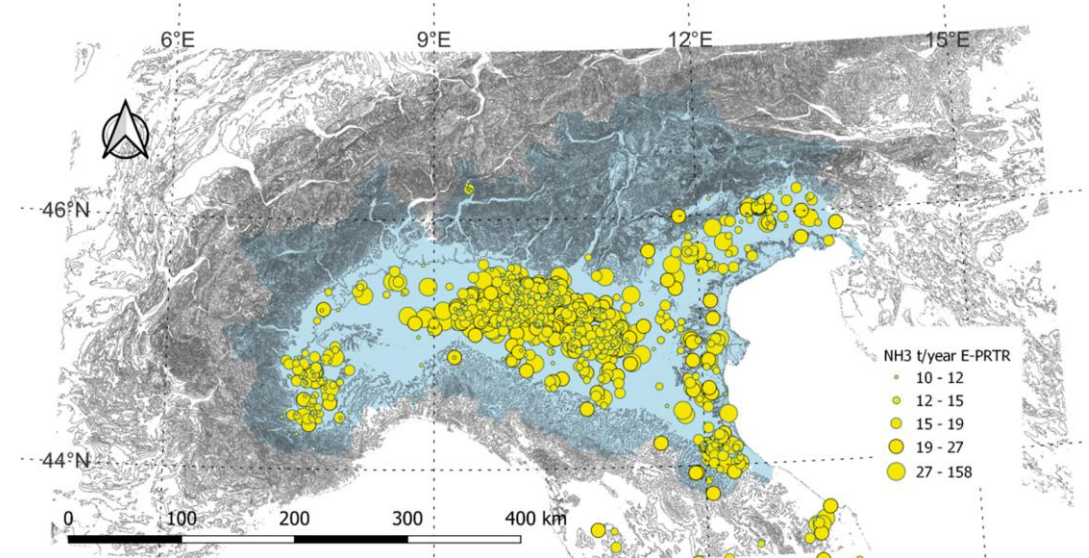 6°E 9°E 12°E 15°E
46°N
44°N
NH3 t/year E-PRTR
10 - 12
12 - 15
15 - 19
19 - 27
27 - 158
0 100 200 300 400 km